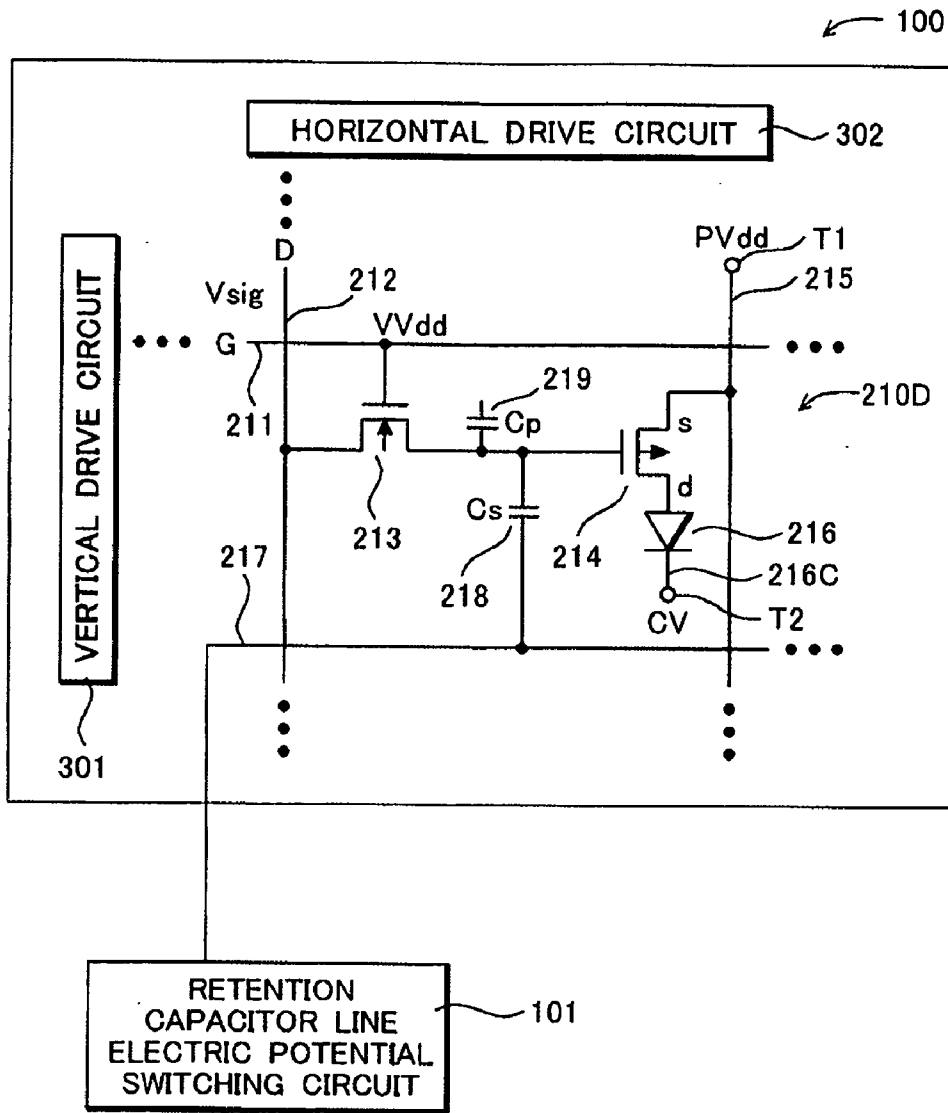 100
HORIZONTAL DRIVE CIRCUIT
302
D
PVdd
T1
212
215
Vsig
VVdd
G
VERTICAL DRIVE CIRCUIT
219
210D
211
Cp
s
d
Cs
216
213
214
217
218
216C
CV
T2
301
RETENTION
CAPACITOR LINE
ELECTRIC POTENTIAL
SWITCHING CIRCUIT
101